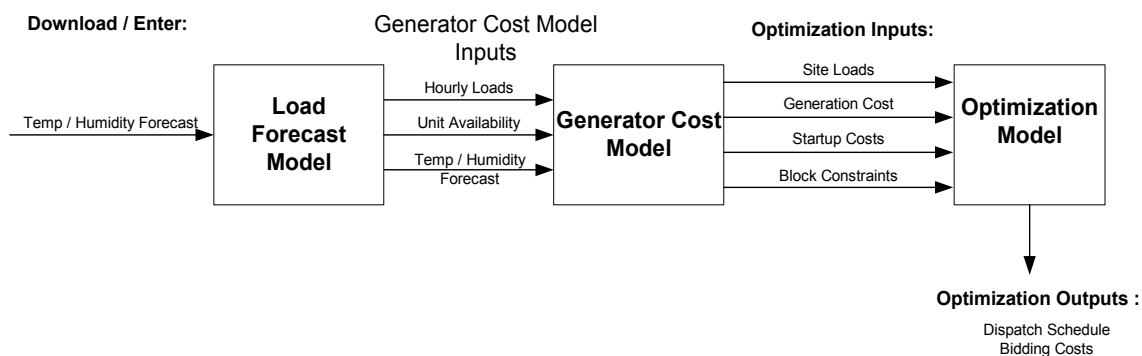 Download / Enter:
Generator Cost Model
Inputs
Optimization Inputs:
Temp / Humidity Forecast
Load
Forecast
Model
Hourly Loads
Unit Availability
Temp / Humidity
Forecast
Generator Cost
Model
Site Loads
Generation Cost
Startup Costs
Block Constraints
Optimization
Model
Optimization Outputs :
Dispatch Schedule
Bidding Costs